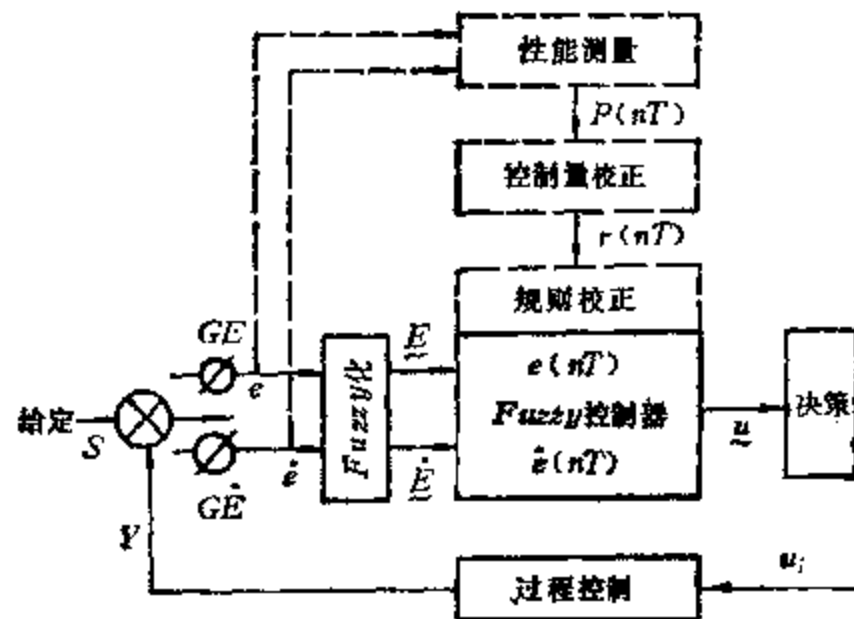 性能测量
P(nT)
控制量校正
r(nT)
规则校正
GE
e
Fuzzy化
E
e(nT)
给定
S
Fuzzy控制器
u
决策
ė
Ė
ė(nT)
GĖ
Y
过程控制
u_i